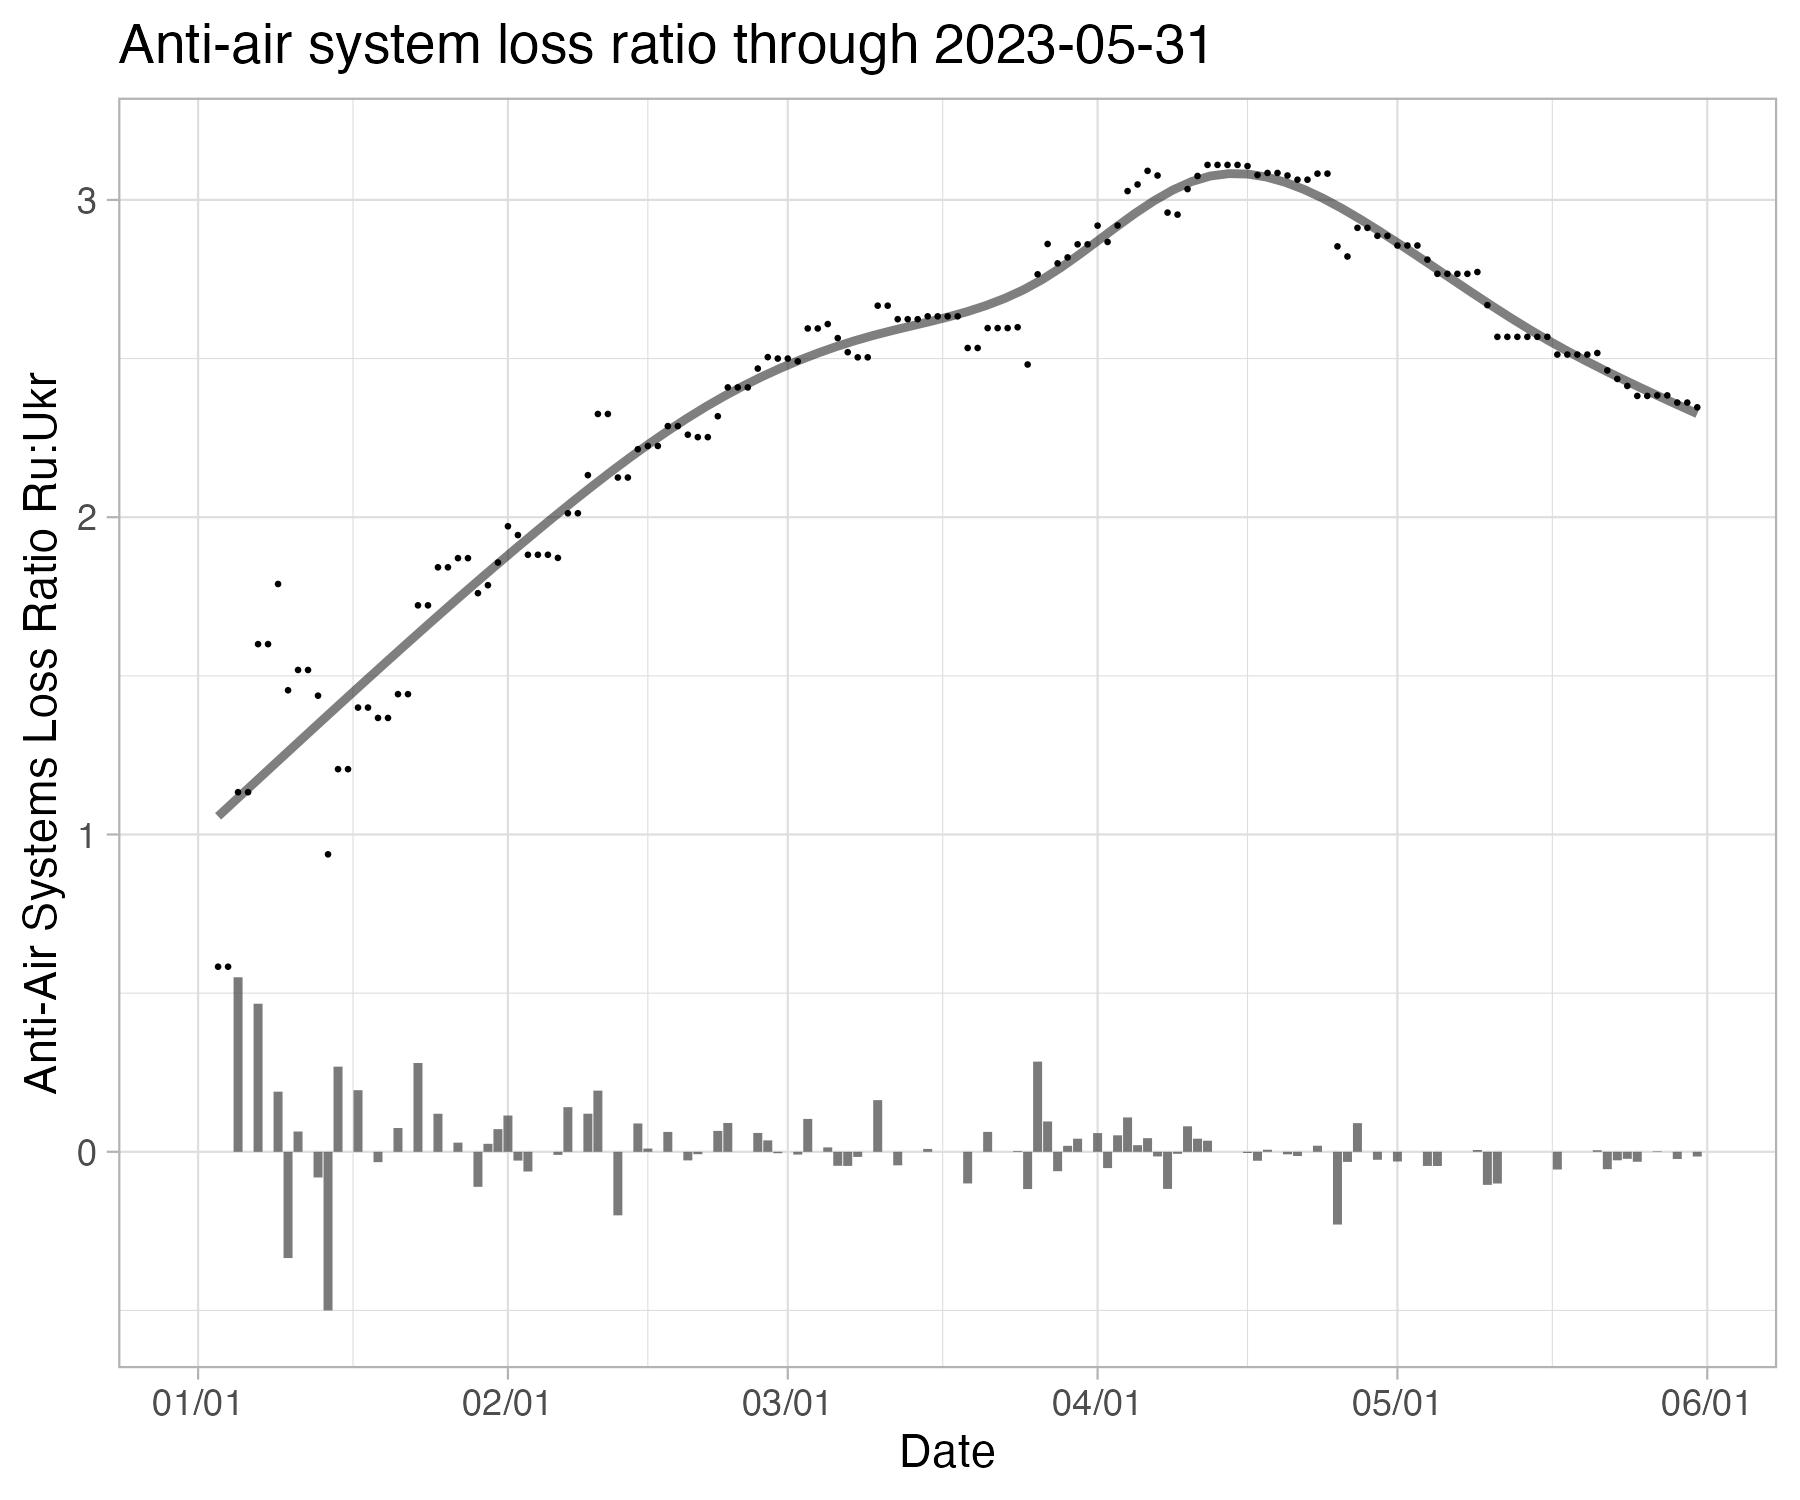 Anti-air system loss ratio through 2023-05-31
Anti-Air Systems Loss Ratio Ru:Ukr
3
2
1
0
01/01 02/01 03/01 04/01 05/01 06/01
Date